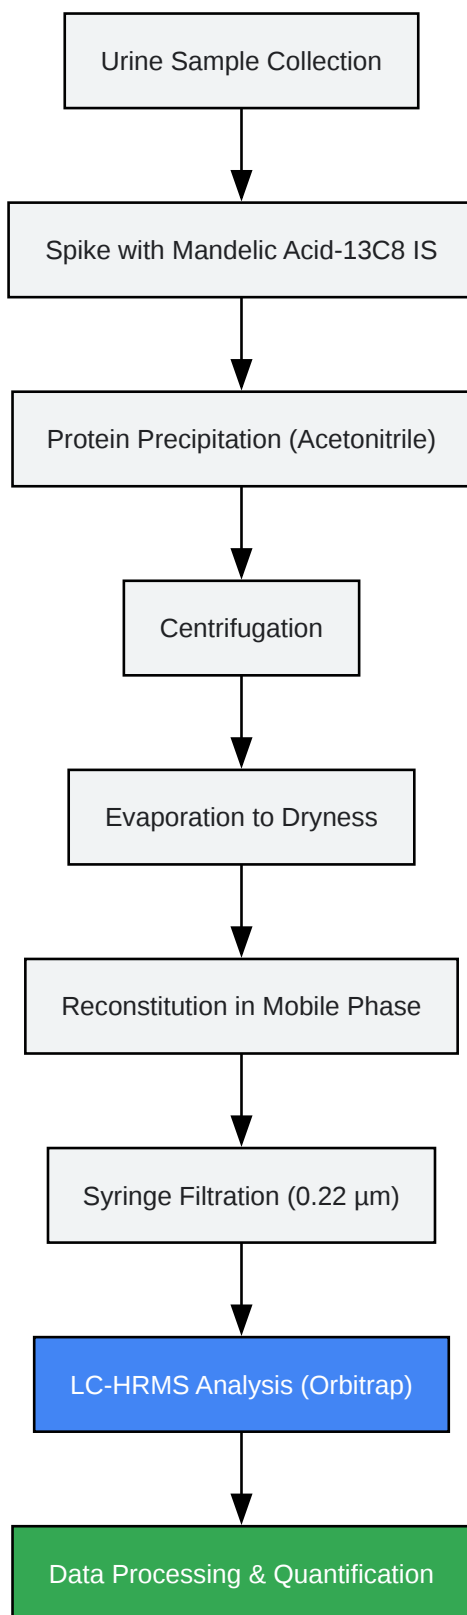 Urine Sample Collection
Spike with Mandelic Acid-13C8 IS
Protein Precipitation (Acetonitrile)
Centrifugation
Evaporation to Dryness
Reconstitution in Mobile Phase
Syringe Filtration (0.22 µm)
LC-HRMS Analysis (Orbitrap)
Data Processing & Quantification